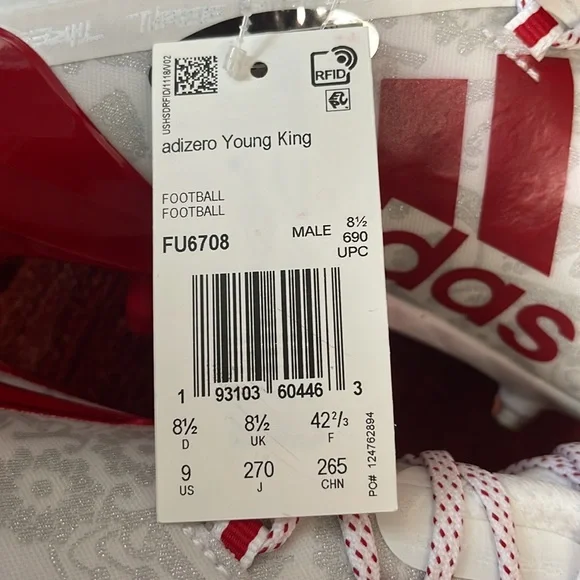 USHSDRFID/1118/V02
RFID
adizero Young King
FOOTBALL
FOOTBALL
FU6708
MALE
8½
690
UPC
1 93103 60446 3
8½ 8½ 42²/₃
D UK F
9 270 265
US J CHN
PO# 124762894
das